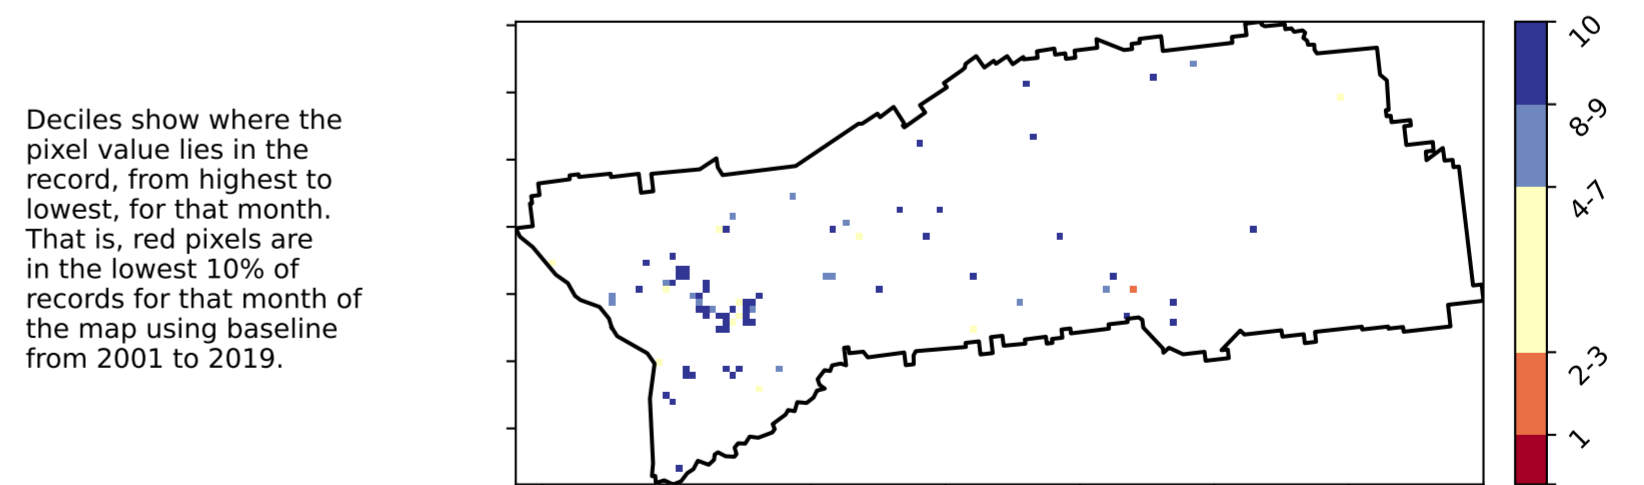 Deciles show where the
pixel value lies in the
record, from highest to
lowest, for that month.
That is, red pixels are
in the lowest 10% of
records for that month of
the map using baseline
from 2001 to 2019.
10
8-9
4-7
2-3
1